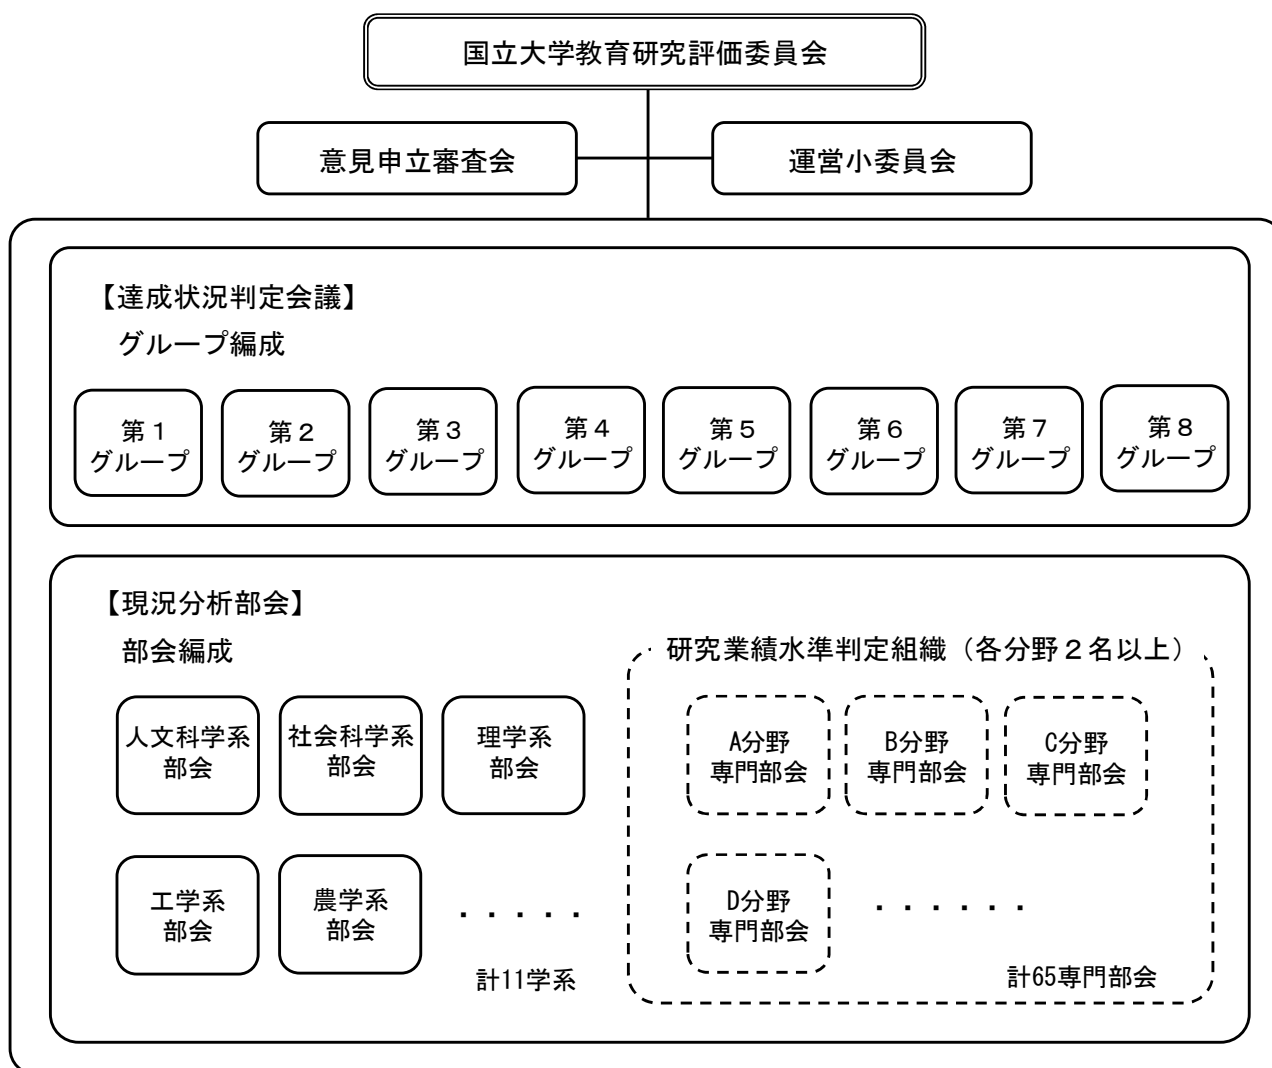 国立大学教育研究評価委員会
意見申立審査会
運営小委員会
【達成状況判定会議】
グループ編成
第１
グループ
第２
グループ
第３
グループ
第４
グループ
第５
グループ
第６
グループ
第７
グループ
第８
グループ
【現況分析部会】
部会編成
人文科学系
部会
社会科学系
部会
理学系
部会
工学系
部会
農学系
部会
・・・・・
計11学系
研究業績水準判定組織（各分野２名以上）
A分野
専門部会
B分野
専門部会
C分野
専門部会
D分野
専門部会
・・・・・・
計65専門部会